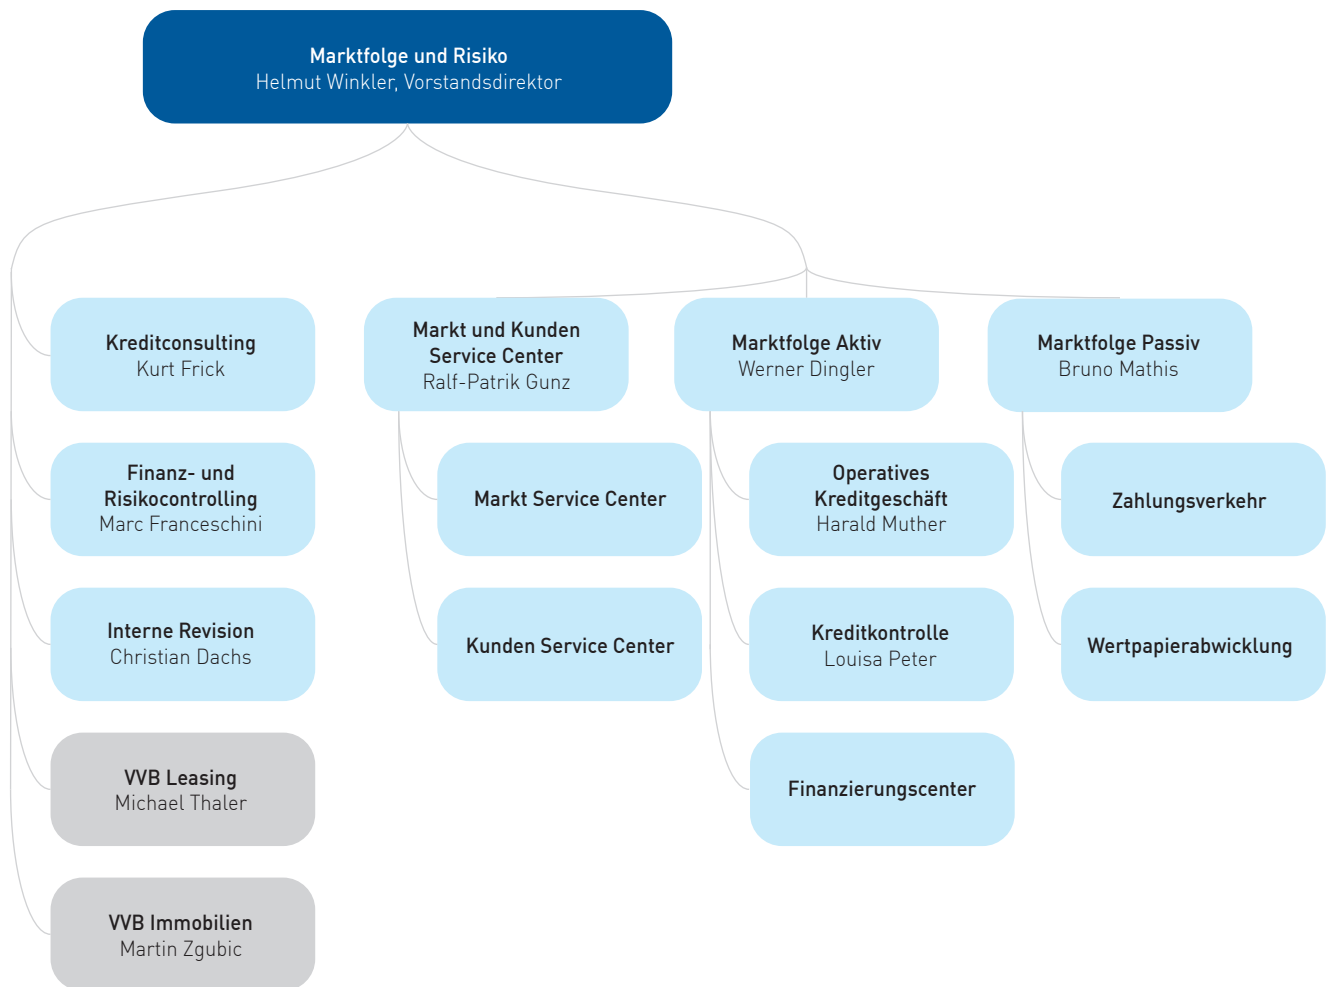 Marktfolge und Risiko
Helmut Winkler, Vorstandsdirektor
Kreditconsulting
Kurt Frick
Finanz- und
Risikocontrolling
Marc Franceschini
Interne Revision
Christian Dachs
VVB Leasing
Michael Thaler
VVB Immobilien
Martin Zgubic
Markt und Kunden
Service Center
Ralf-Patrik Gunz
Markt Service Center
Kunden Service Center
Marktfolge Aktiv
Werner Dingler
Operatives
Kreditgeschäft
Harald Muther
Kreditkontrolle
Louisa Peter
Finanzierungscenter
Marktfolge Passiv
Bruno Mathis
Zahlungsverkehr
Wertpapierabwicklung